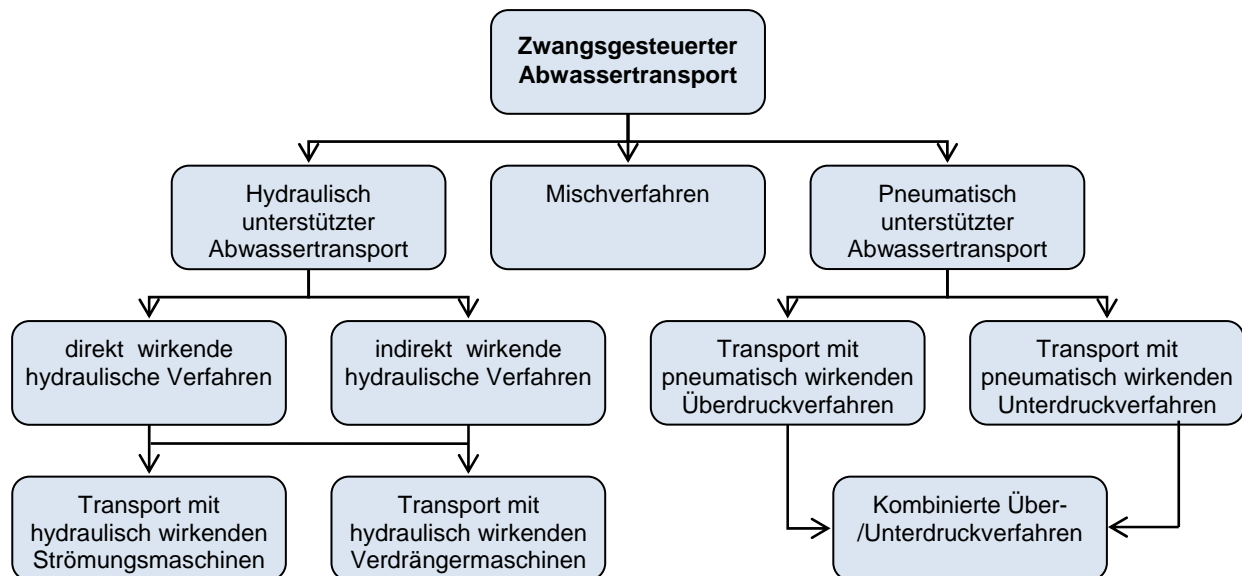 Zwangsgesteuerter
Abwassertransport
Hydraulisch
unterstützter
Abwassertransport
Mischverfahren
Pneumatisch
unterstützter
Abwassertransport
direkt wirkende
hydraulische Verfahren
indirekt wirkende
hydraulische Verfahren
Transport mit
pneumatisch wirkenden
Überdruckverfahren
Transport mit
pneumatisch wirkenden
Unterdruckverfahren
Transport mit
hydraulisch wirkenden
Strömungsmaschinen
Transport mit
hydraulisch wirkenden
Verdrängermaschinen
Kombinierte Über-
/Unterdruckverfahren